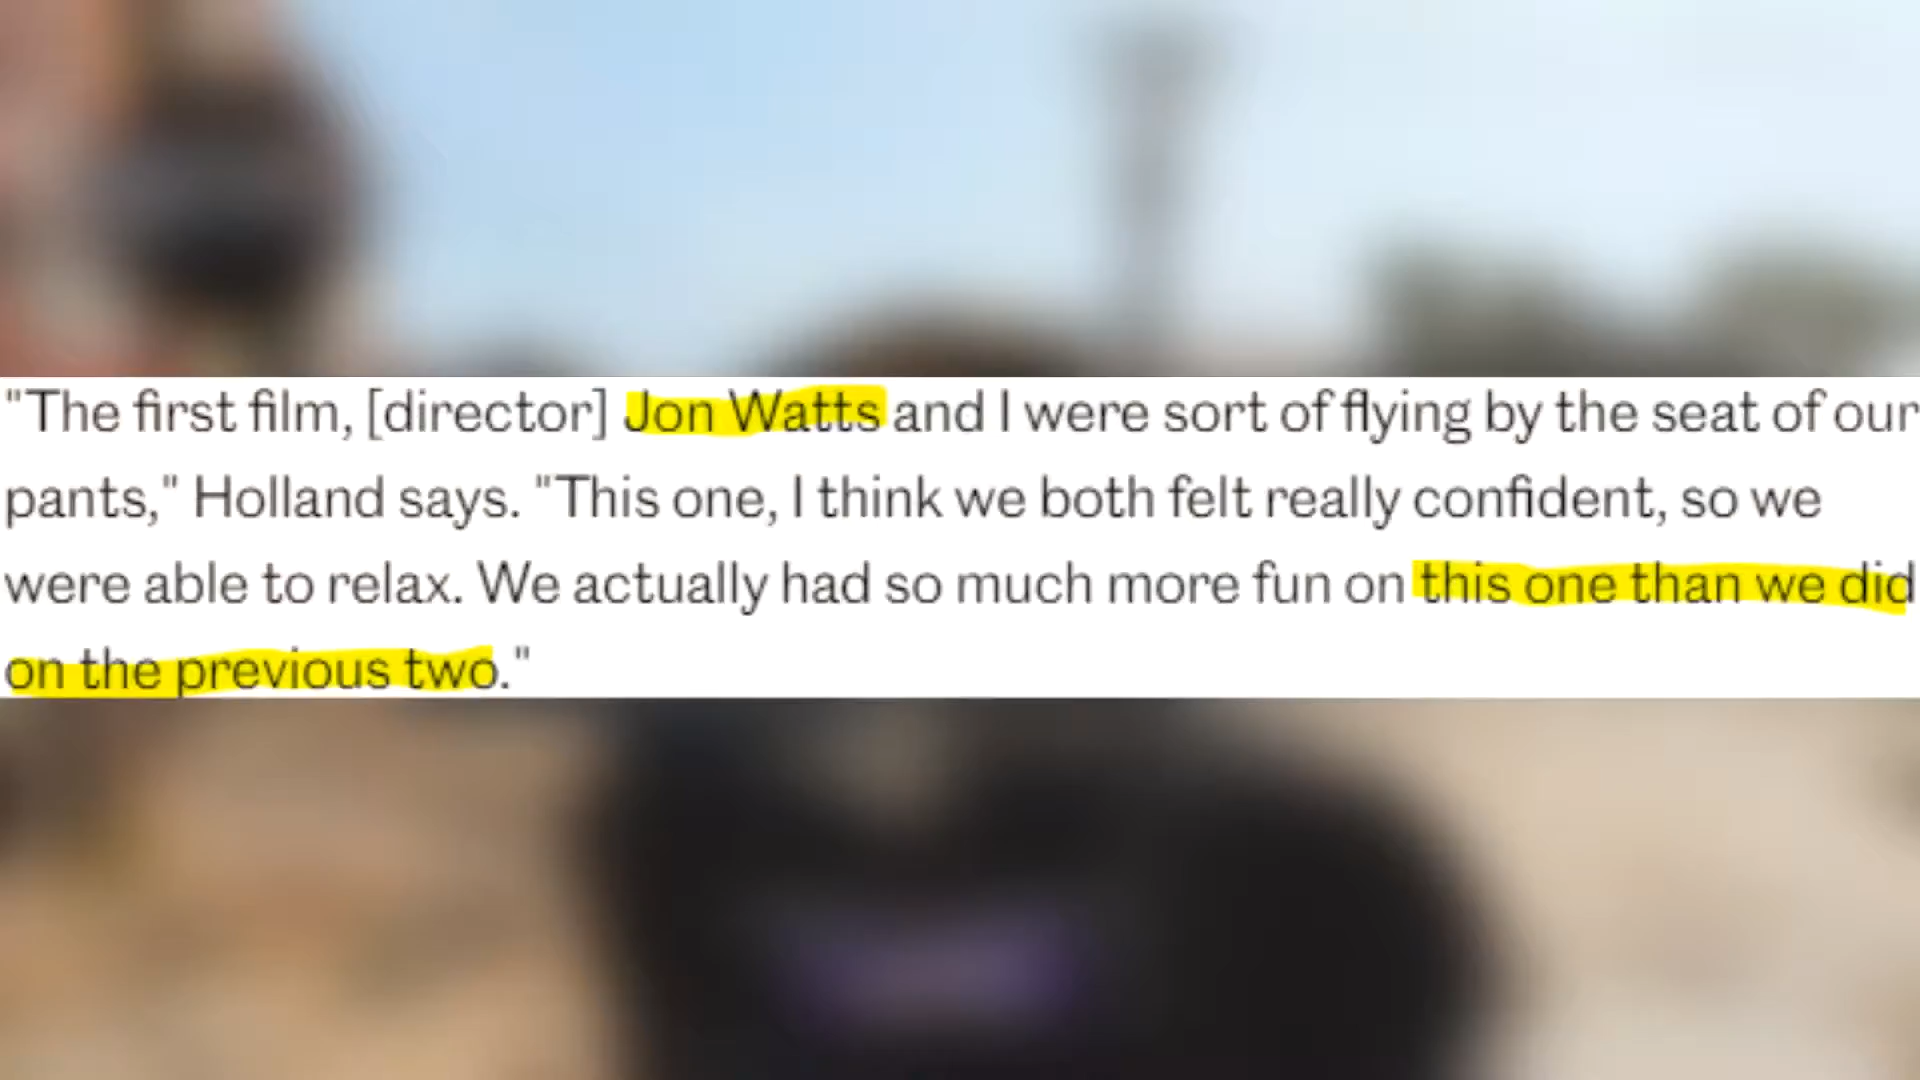 "The first film, [director] Jon Watts and I were sort of flying by the seat of our
pants," Holland says. "This one, I think we both felt really confident, so we
were able to relax. We actually had so much more fun on this one than we did
on the previous two."